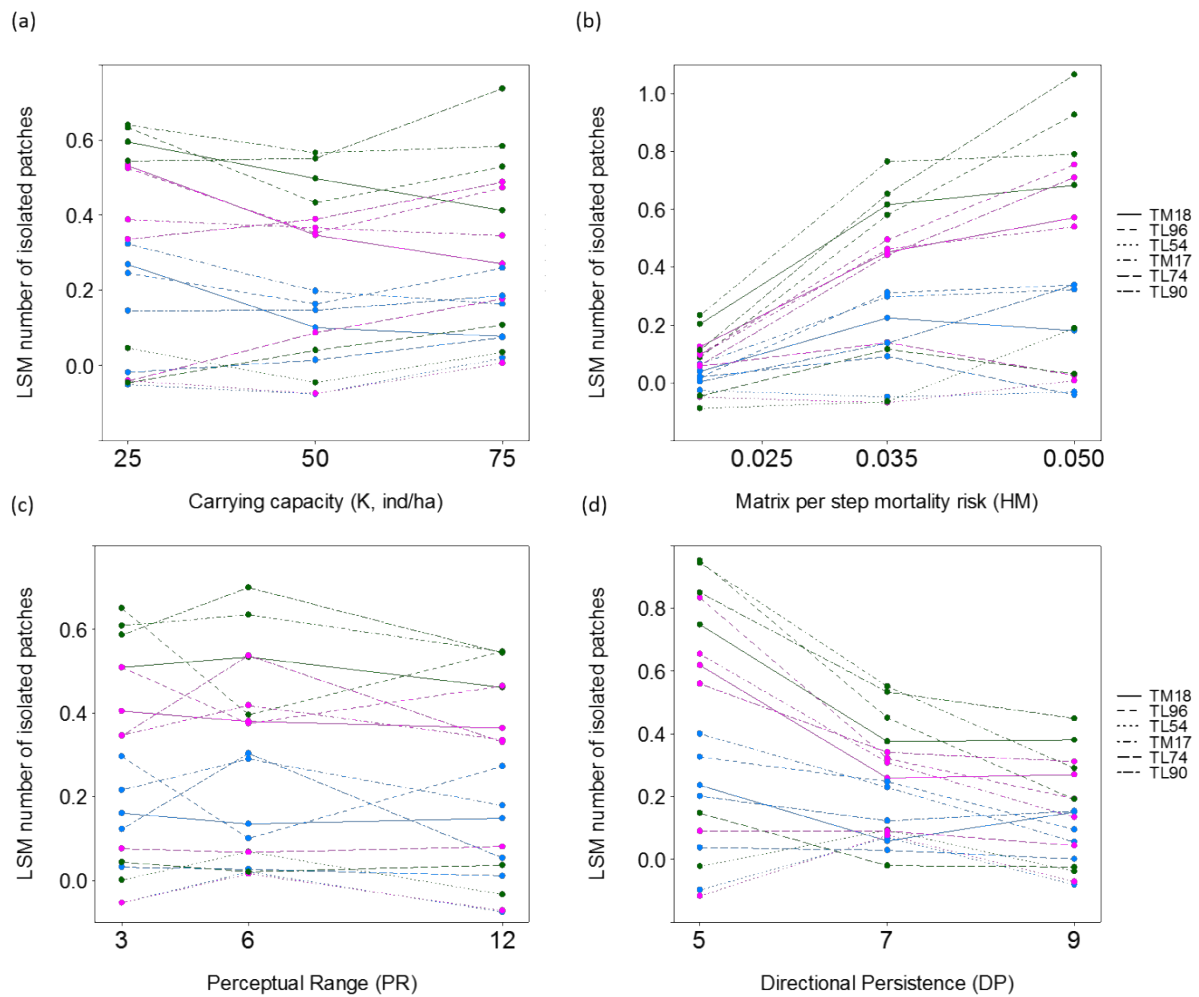 (a)
(b)
LSM number of isolated patches
0.6
0.4
0.2
0.0
25
50
75
Carrying capacity (K, ind/ha)
LSM number of isolated patches
1.0
0.8
0.6
0.4
0.2
0.0
0.025
0.035
0.050
Matrix per step mortality risk (HM)
TM18
TL96
TL54
TM17
TL74
TL90
(c)
(d)
LSM number of isolated patches
0.6
0.4
0.2
0.0
3
6
12
Perceptual Range (PR)
LSM number of isolated patches
0.8
0.6
0.4
0.2
0.0
5
7
9
Directional Persistence (DP)
TM18
TL96
TL54
TM17
TL74
TL90